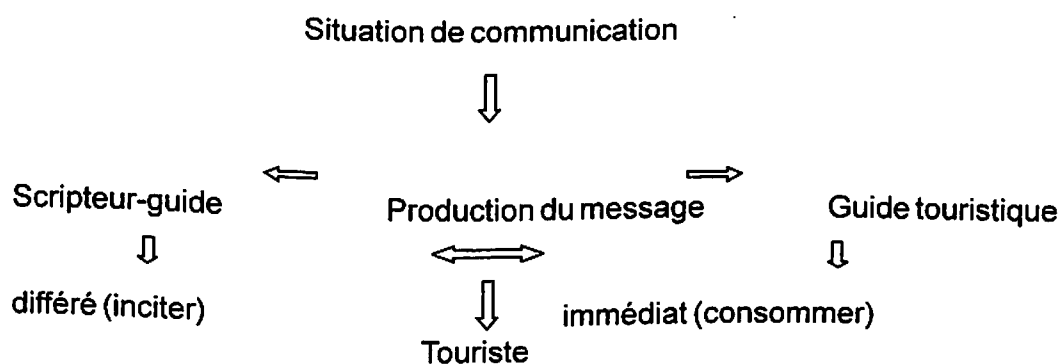 Situation de communication
Scripteur-guide Production du message Guide touristique
différé (inciter) immédiat (consommer)
Touriste